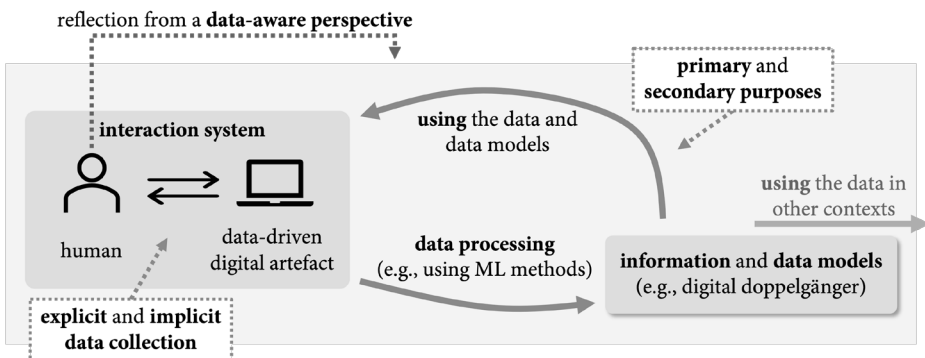 reflection from a data-aware perspective
primary and
secondary purposes
interaction system
using the data and
data models
using the data in
other contexts
human
data-driven
digital artefact
data processing
(e.g., using ML methods)
information and data models
(e.g., digital doppelgänger)
explicit and implicit
data collection